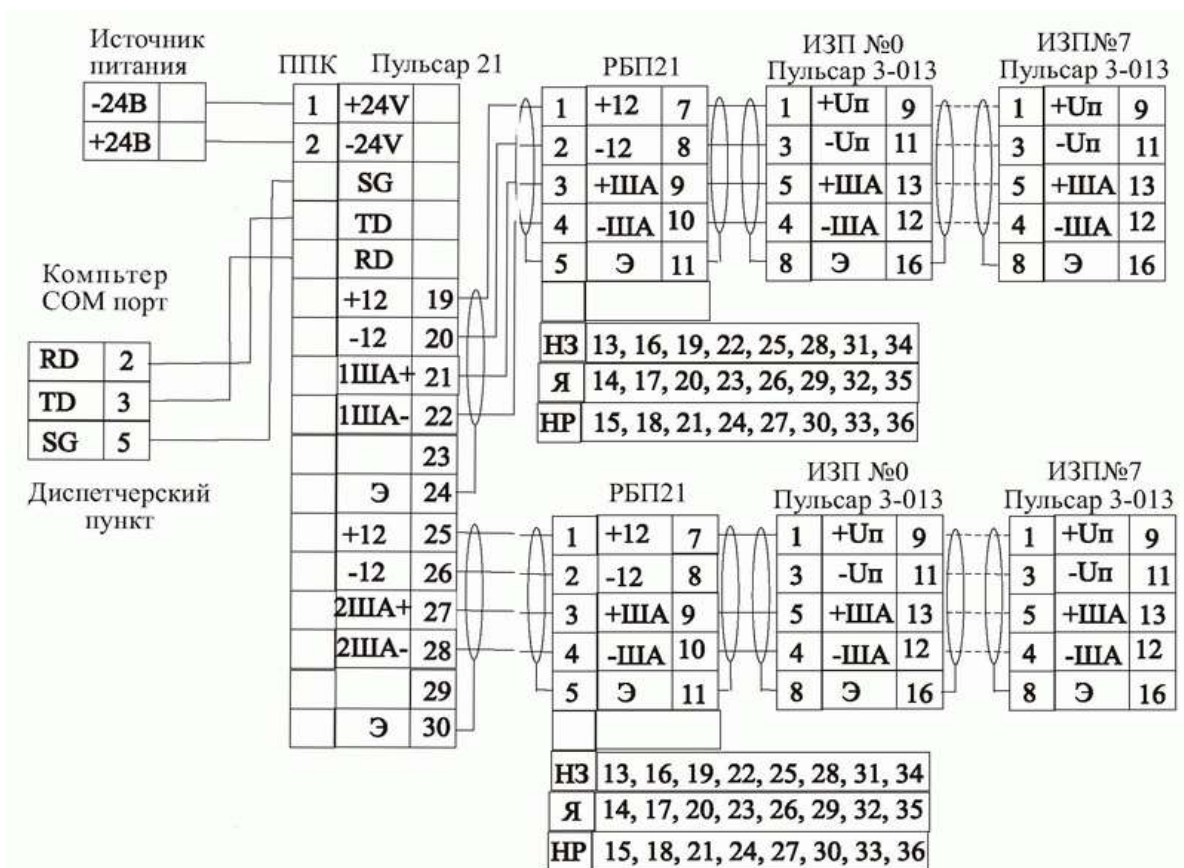 Источник
питания
-24В
+24В
ППК Пульсар 21
1 +24V
2 -24V
SG
TD
RD
+12 19
-12 20
1ША+ 21
1ША- 22
23
Э 24
+12 25
-12 26
2ША+ 27
2ША- 28
29
Э 30
Компьтер
COM порт
RD 2
TD 3
SG 5
Диспетчерский
пункт
РБП21
1 +12 7
2 -12 8
3 +ША 9
4 -ША 10
5 Э 11
НЗ 13, 16, 19, 22, 25, 28, 31, 34
Я 14, 17, 20, 23, 26, 29, 32, 35
НР 15, 18, 21, 24, 27, 30, 33, 36
ИЗП №0
Пульсар 3-013
1 +Uп 9
3 -Uп 11
5 +ША 13
4 -ША 12
8 Э 16
ИЗП№7
Пульсар 3-013
1 +Uп 9
3 -Uп 11
5 +ША 13
4 -ША 12
8 Э 16
РБП21
1 +12 7
2 -12 8
3 +ША 9
4 -ША 10
5 Э 11
НЗ 13, 16, 19, 22, 25, 28, 31, 34
Я 14, 17, 20, 23, 26, 29, 32, 35
НР 15, 18, 21, 24, 27, 30, 33, 36
ИЗП №0
Пульсар 3-013
1 +Uп 9
3 -Uп 11
5 +ША 13
4 -ША 12
8 Э 16
ИЗП№7
Пульсар 3-013
1 +Uп 9
3 -Uп 11
5 +ША 13
4 -ША 12
8 Э 16